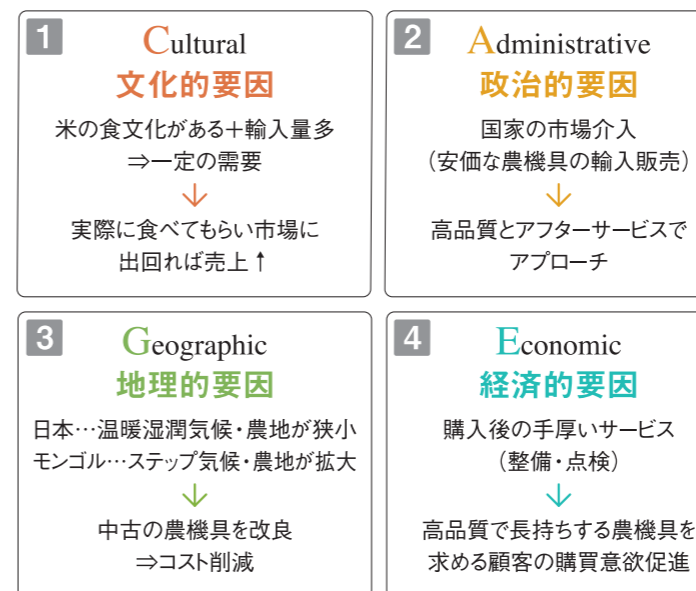 1
Cultural
文化的要因
米の食文化がある＋輸入量多
⇒一定の需要
↓
実際に食べてもらい市場に
出回れば売上↑
2
Administrative
政治的要因
国家の市場介入
（安価な農機具の輸入販売）
↓
高品質とアフターサービスで
アプローチ
3
Geographic
地理的要因
日本…温暖湿潤気候・農地が狭小
モンゴル…ステップ気候・農地が拡大
↓
中古の農機具を改良
⇒コスト削減
4
Economic
経済的要因
購入後の手厚いサービス
（整備・点検）
↓
高品質で長持ちする農機具を
求める顧客の購買意欲促進